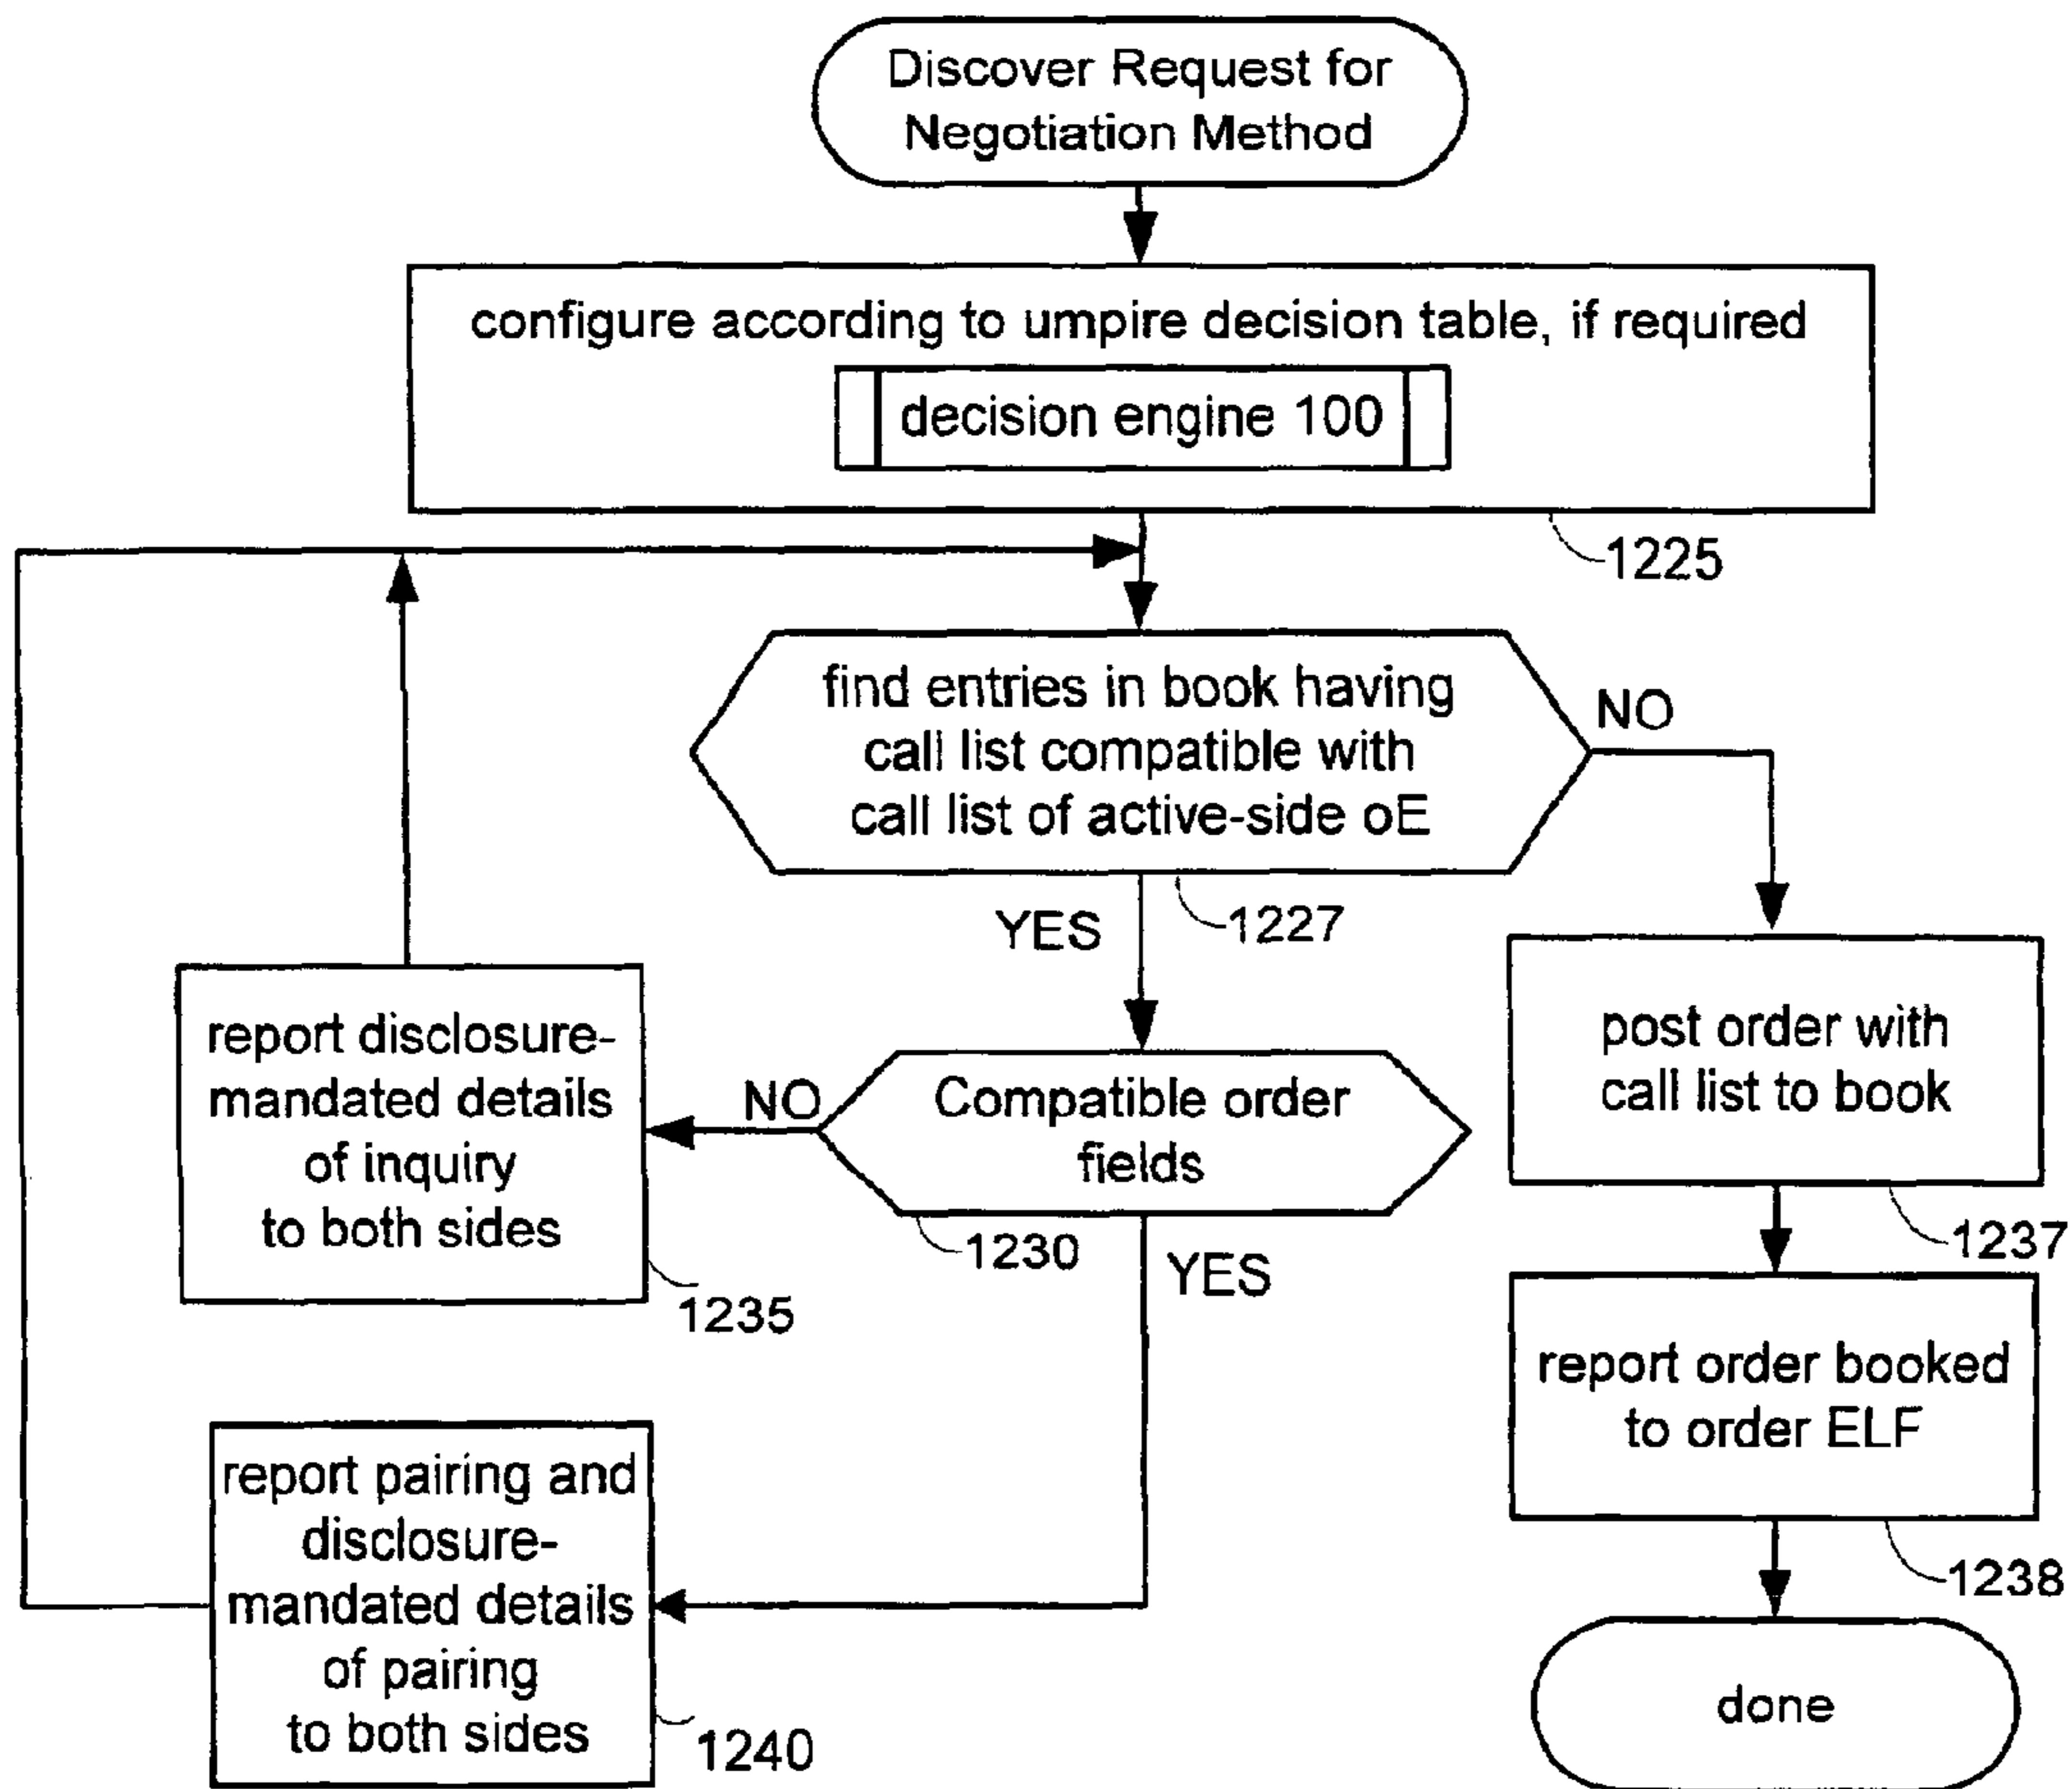 Discover Request for
Negotiation Method
configure according to umpire decision table, if required
decision engine 100
1225
find entries in book having
call list compatible with
call list of active-side oE
NO
YES
1227
report disclosure-
mandated details
of inquiry
to both sides
1235
NO
Compatible order
fields
1230
YES
post order with
call list to book
1237
report order booked
to order ELF
1238
report pairing and
disclosure-
mandated details
of pairing
to both sides
1240
done